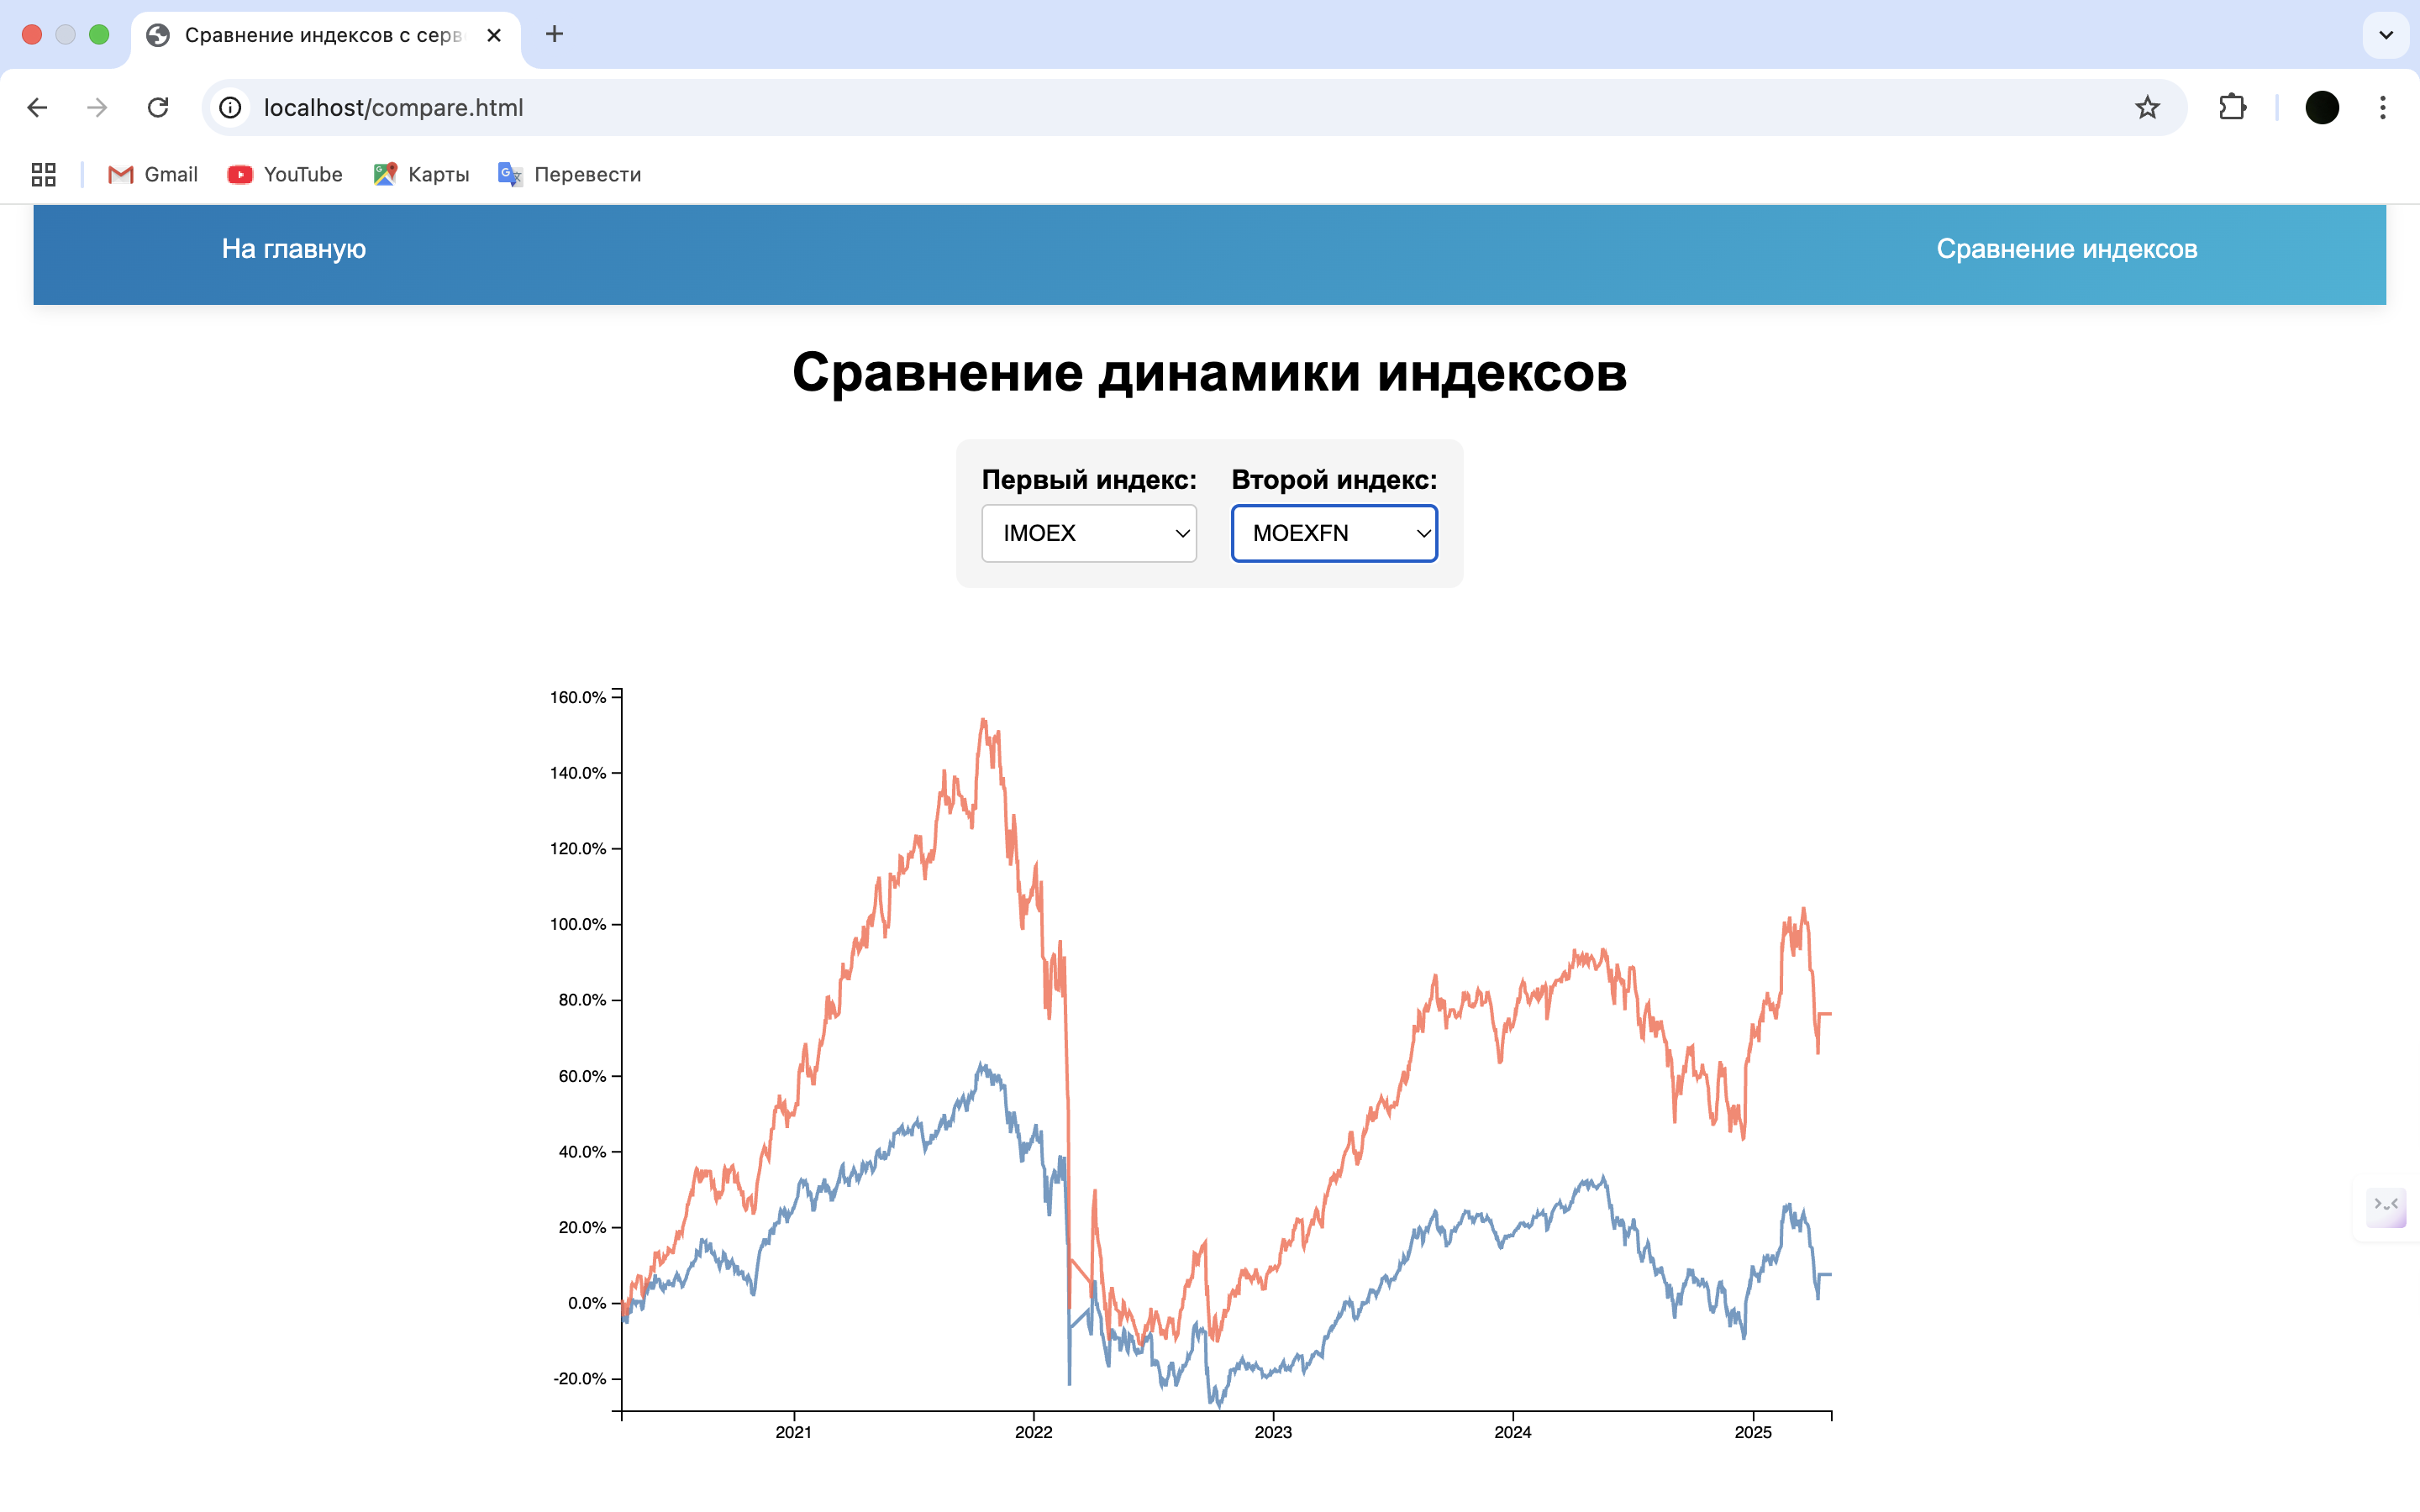 Сравнение индексов с серв
localhost/compare.html
Gmail YouTube Карты Перевести
На главную Сравнение индексов
Сравнение динамики индексов
Первый индекс: Второй индекс:
IMOEX MOEXFN
160.0%
140.0%
120.0%
100.0%
80.0%
60.0%
40.0%
20.0%
0.0%
-20.0%
2021 2022 2023 2024 2025